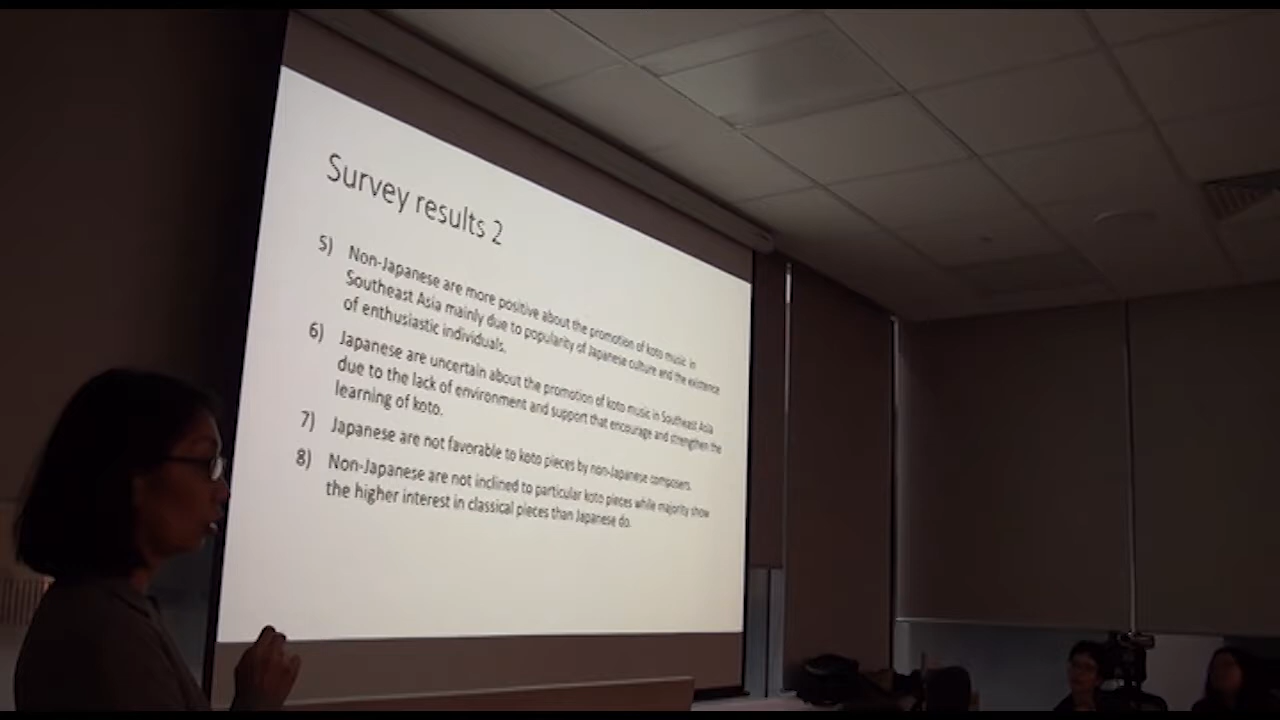 Survey results 2
5) Non-Japanese are more positive about the promotion of koto music in
Southeast Asia mainly due to popularity of Japanese culture and the existence
of enthusiastic individuals.
6) Japanese are uncertain about the promotion of koto music in Southeast Asia
due to the lack of environment and support that encourage and strengthen the
learning of koto.
7) Japanese are not favorable to koto pieces by non-Japanese composers.
8) Non-Japanese are not inclined to particular koto pieces while majority show
the higher interest in classical pieces than Japanese do.